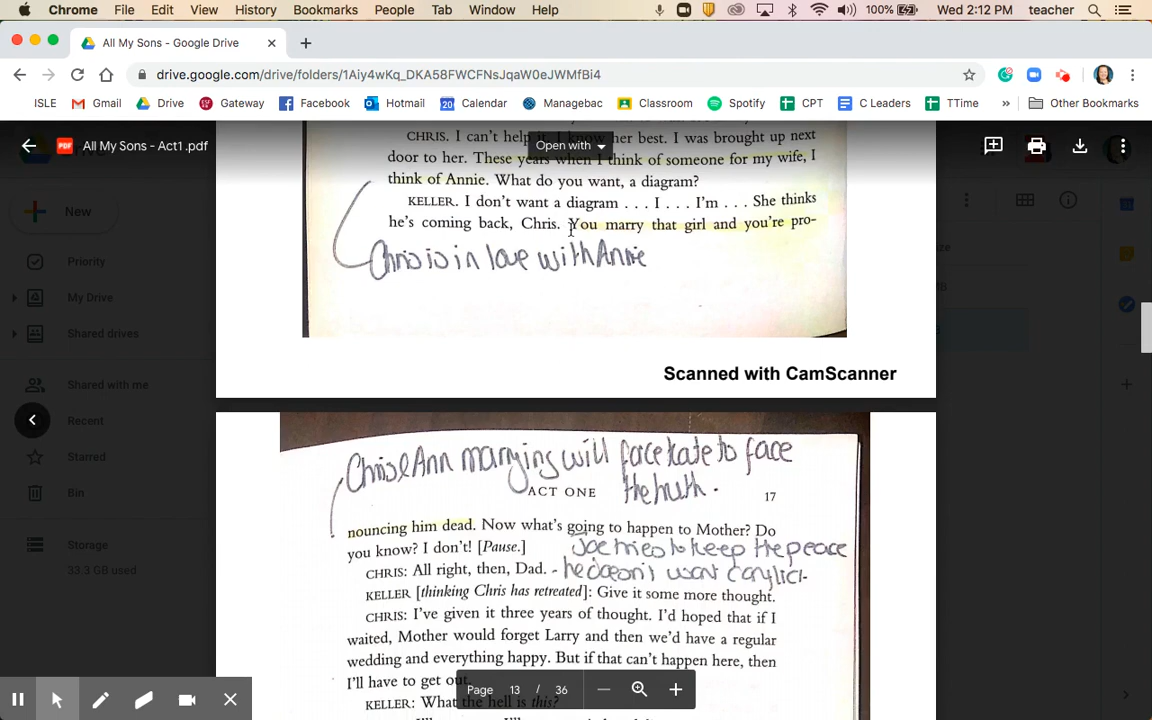 Chrome File Edit View History Bookmarks People Tab Window Help 100% Wed 2:12 PM teacher
All My Sons - Google Drive
drive.google.com/drive/folders/1Aiy4wKq_DKA58FWCFNsJqaW0eJWMfBi4
ISLE Gmail Drive Gateway Facebook Hotmail 20 Calendar Managebac Classroom Spotify CPT C Leaders TTime » Other Bookmarks
PDF All My Sons - Act1.pdf
Open with
New
Priority
My Drive
Shared drives
Shared with me
Recent
Starred
Bin
Storage
33.3 GB used
CHRIS. I can't help it. I know her best. I was brought up next
door to her. These years when I think of someone for my wife, I
think of Annie. What do you want, a diagram?
KELLER. I don't want a diagram . . . I . . . I'm . . . She thinks
he's coming back, Chris. You marry that girl and you're pro-
Chris is in love with Annie
Scanned with CamScanner
Chris & Ann marrying will face Kate to face
the truth.
ACT ONE 17
nouncing him dead. Now what's going to happen to Mother? Do
you know? I don't! [Pause.]
Joe tries to keep the peace
CHRIS: All right, then, Dad. - he doesn't want conflict.
KELLER [thinking Chris has retreated]: Give it some more thought.
CHRIS: I've given it three years of thought. I'd hoped that if I
waited, Mother would forget Larry and then we'd have a regular
wedding and everything happy. But if that can't happen here, then
I'll have to get out.
KELLER: What the hell is this?
Page 13 / 36